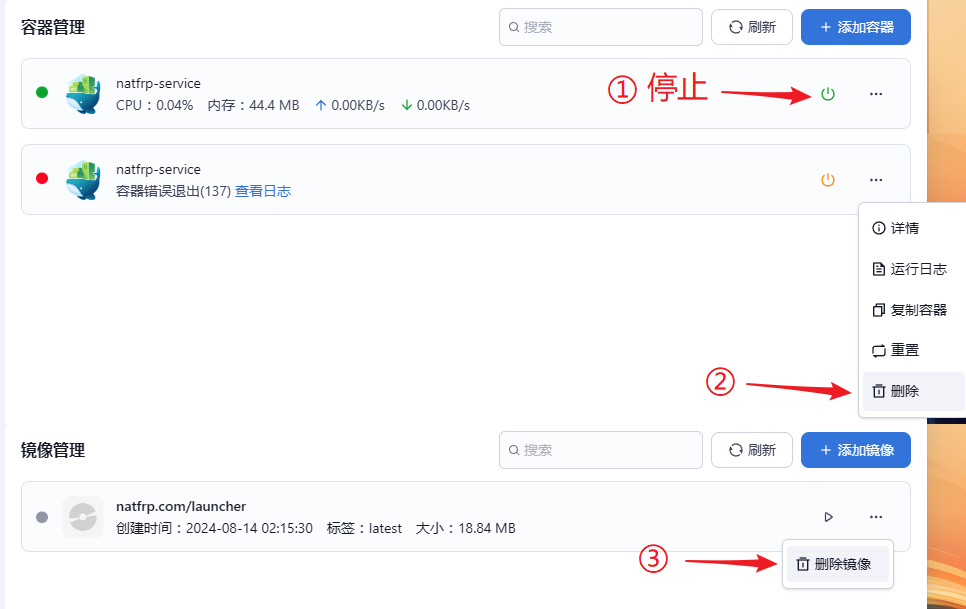 容器管理
搜索
刷新
+ 添加容器
natfrp-service
CPU：0.04% 内存：44.4 MB ↑ 0.00KB/s ↓ 0.00KB/s
① 停止
natfrp-service
容器错误退出(137) 查看日志
详情
运行日志
复制容器
重置
② 删除
镜像管理
搜索
刷新
+ 添加镜像
natfrp.com/launcher
创建时间：2024-08-14 02:15:30 标签：latest 大小：18.84 MB
③ 删除镜像